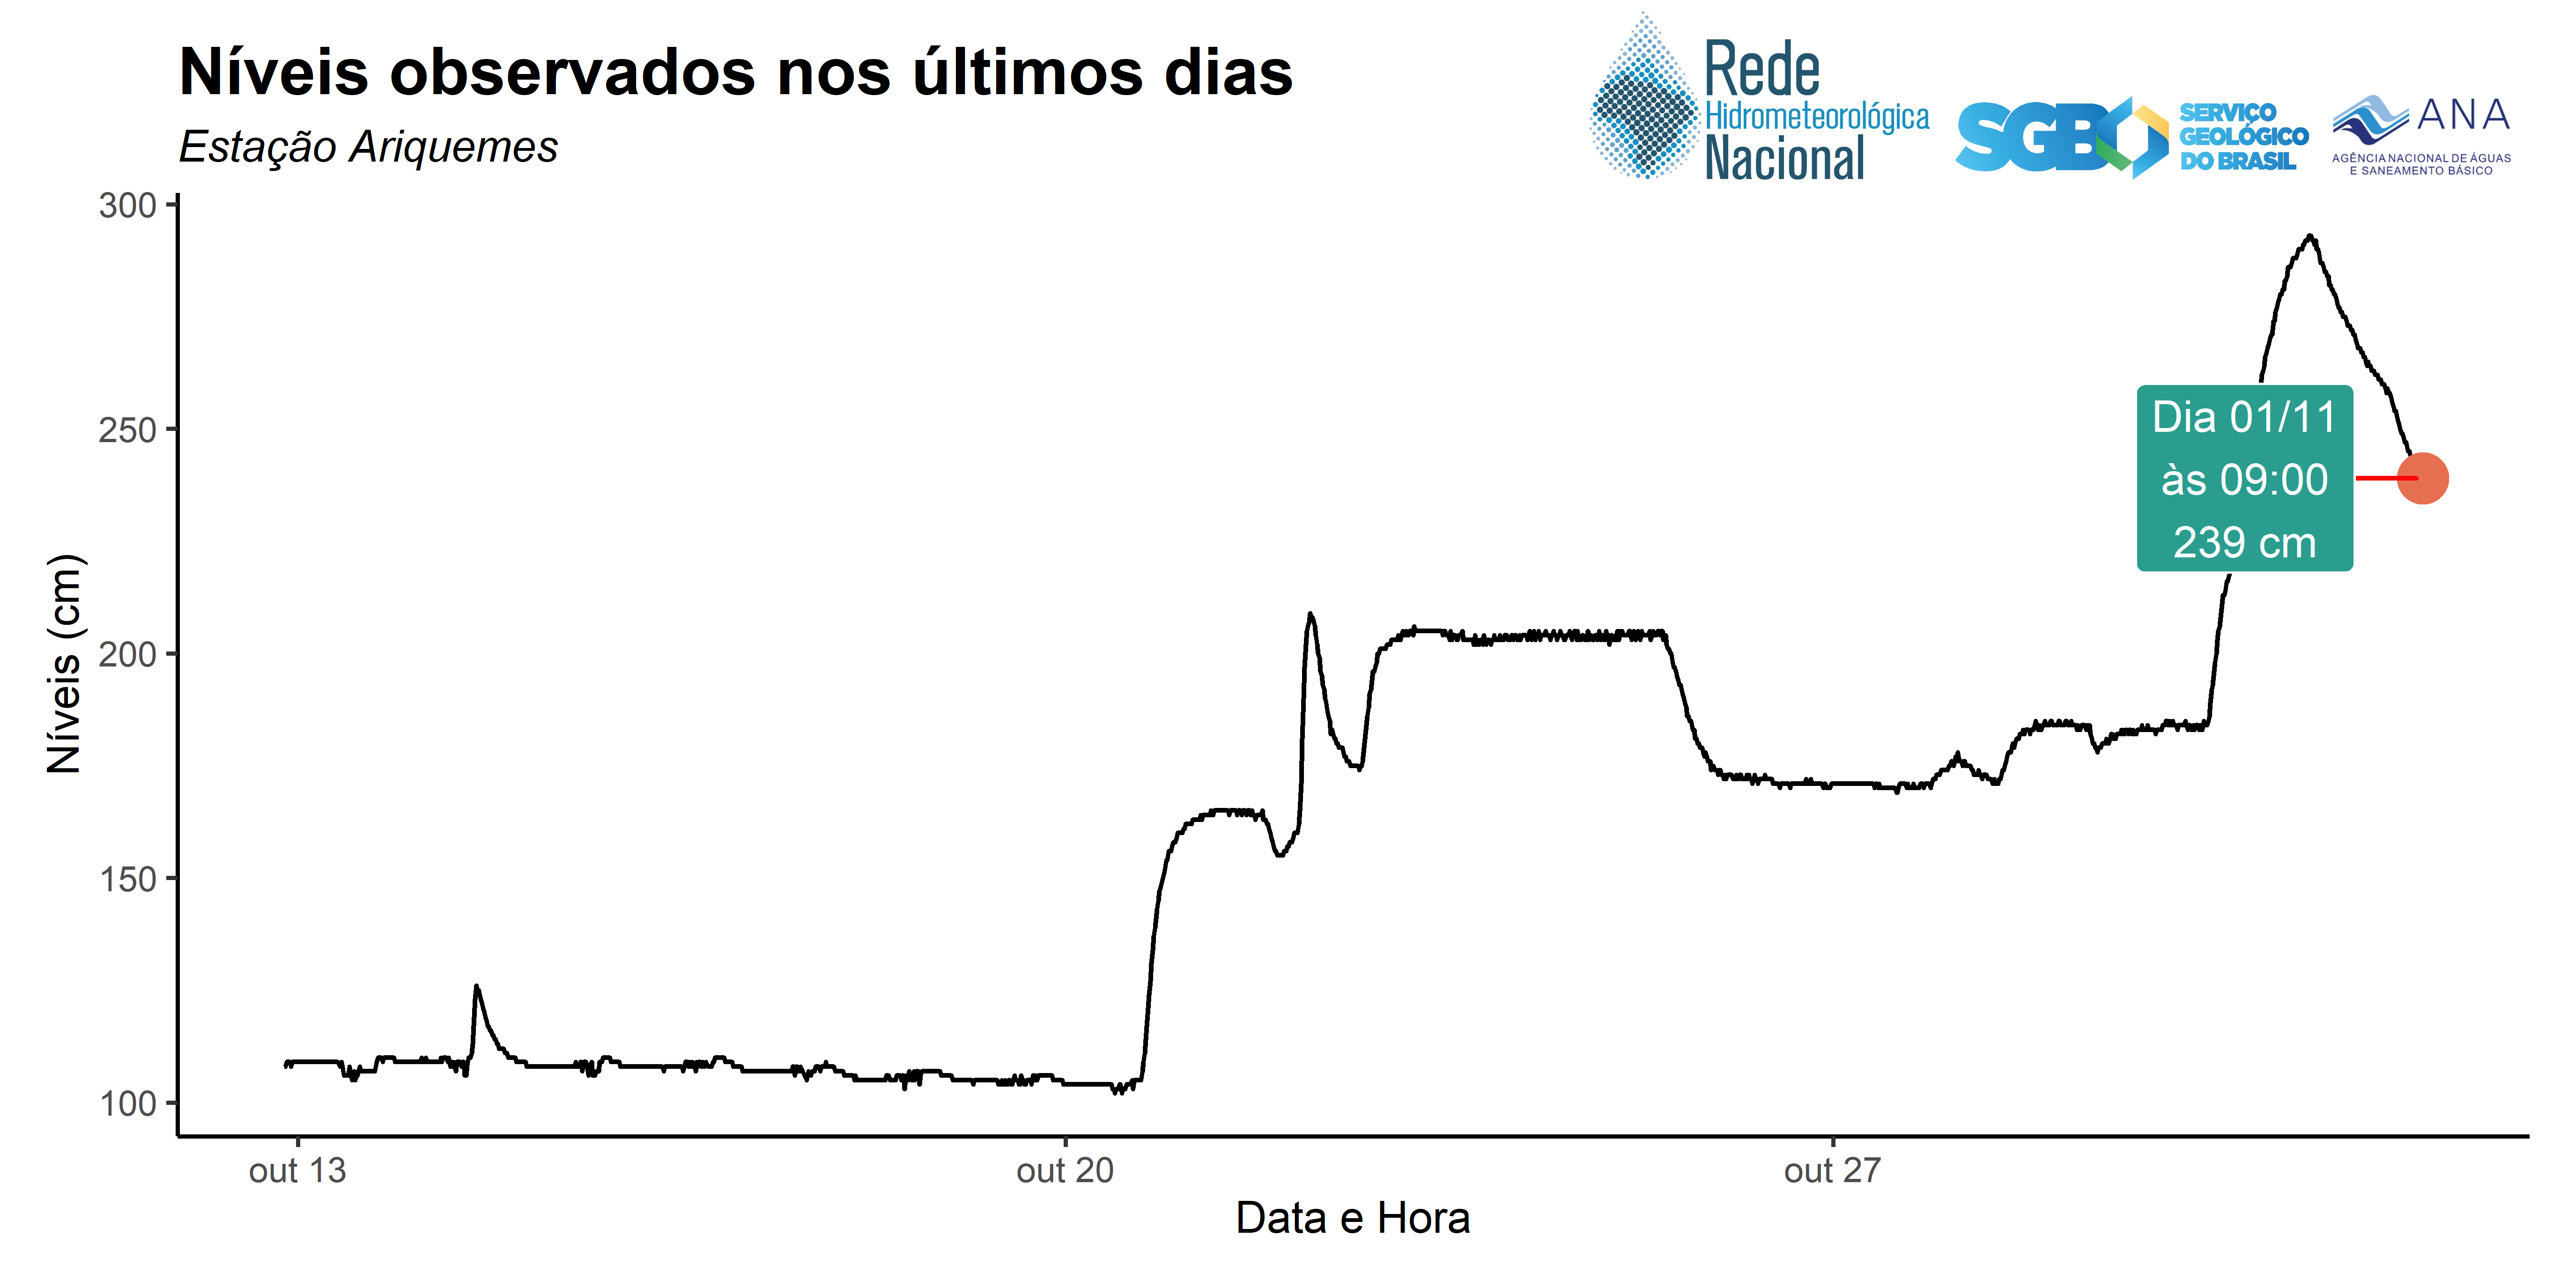 Níveis observados nos últimos dias
Estação Ariquemes
Rede
Hidrometeorológica
Nacional
SGB
SERVIÇO
GEOLÓGICO
DO BRASIL
ANA
AGÊNCIA NACIONAL DE ÁGUAS
E SANEAMENTO BÁSICO
Níveis (cm)
300
250
200
150
100
Dia 01/11
às 09:00
239 cm
out 13
out 20
out 27
Data e Hora